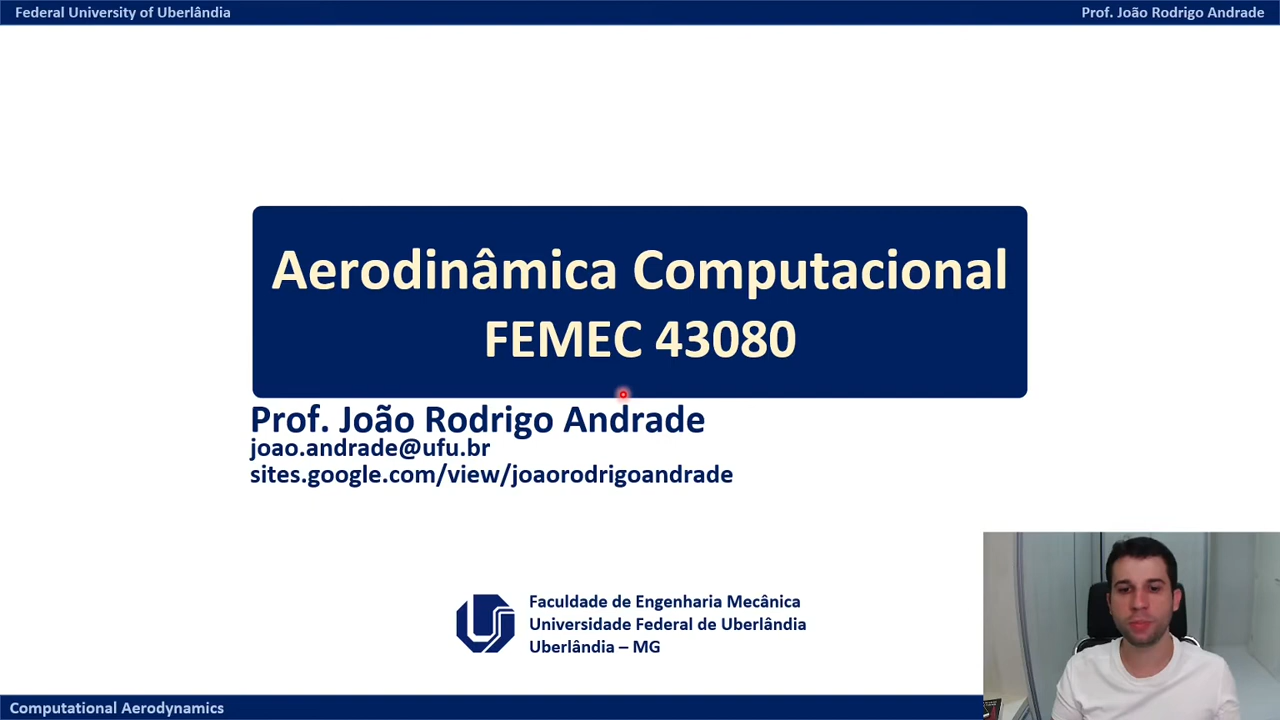 Federal University of Uberlândia
Prof. João Rodrigo Andrade
Aerodinâmica Computacional
FEMEC 43080
Prof. João Rodrigo Andrade
joao.andrade@ufu.br
sites.google.com/view/joaorodrigoandrade
Faculdade de Engenharia Mecânica
Universidade Federal de Uberlândia
Uberlândia – MG
Computational Aerodynamics